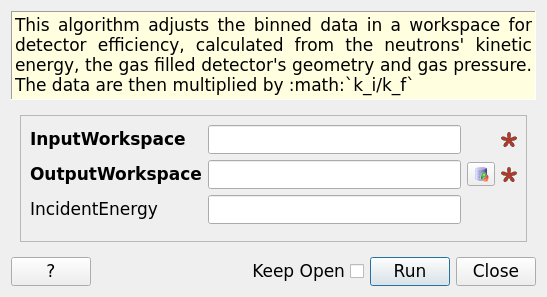 This algorithm adjusts the binned data in a workspace for
detector efficiency, calculated from the neutrons' kinetic
energy, the gas filled detector's geometry and gas pressure.
The data are then multiplied by :math:`k_i/k_f`
InputWorkspace
OutputWorkspace
IncidentEnergy
? Keep Open Run Close